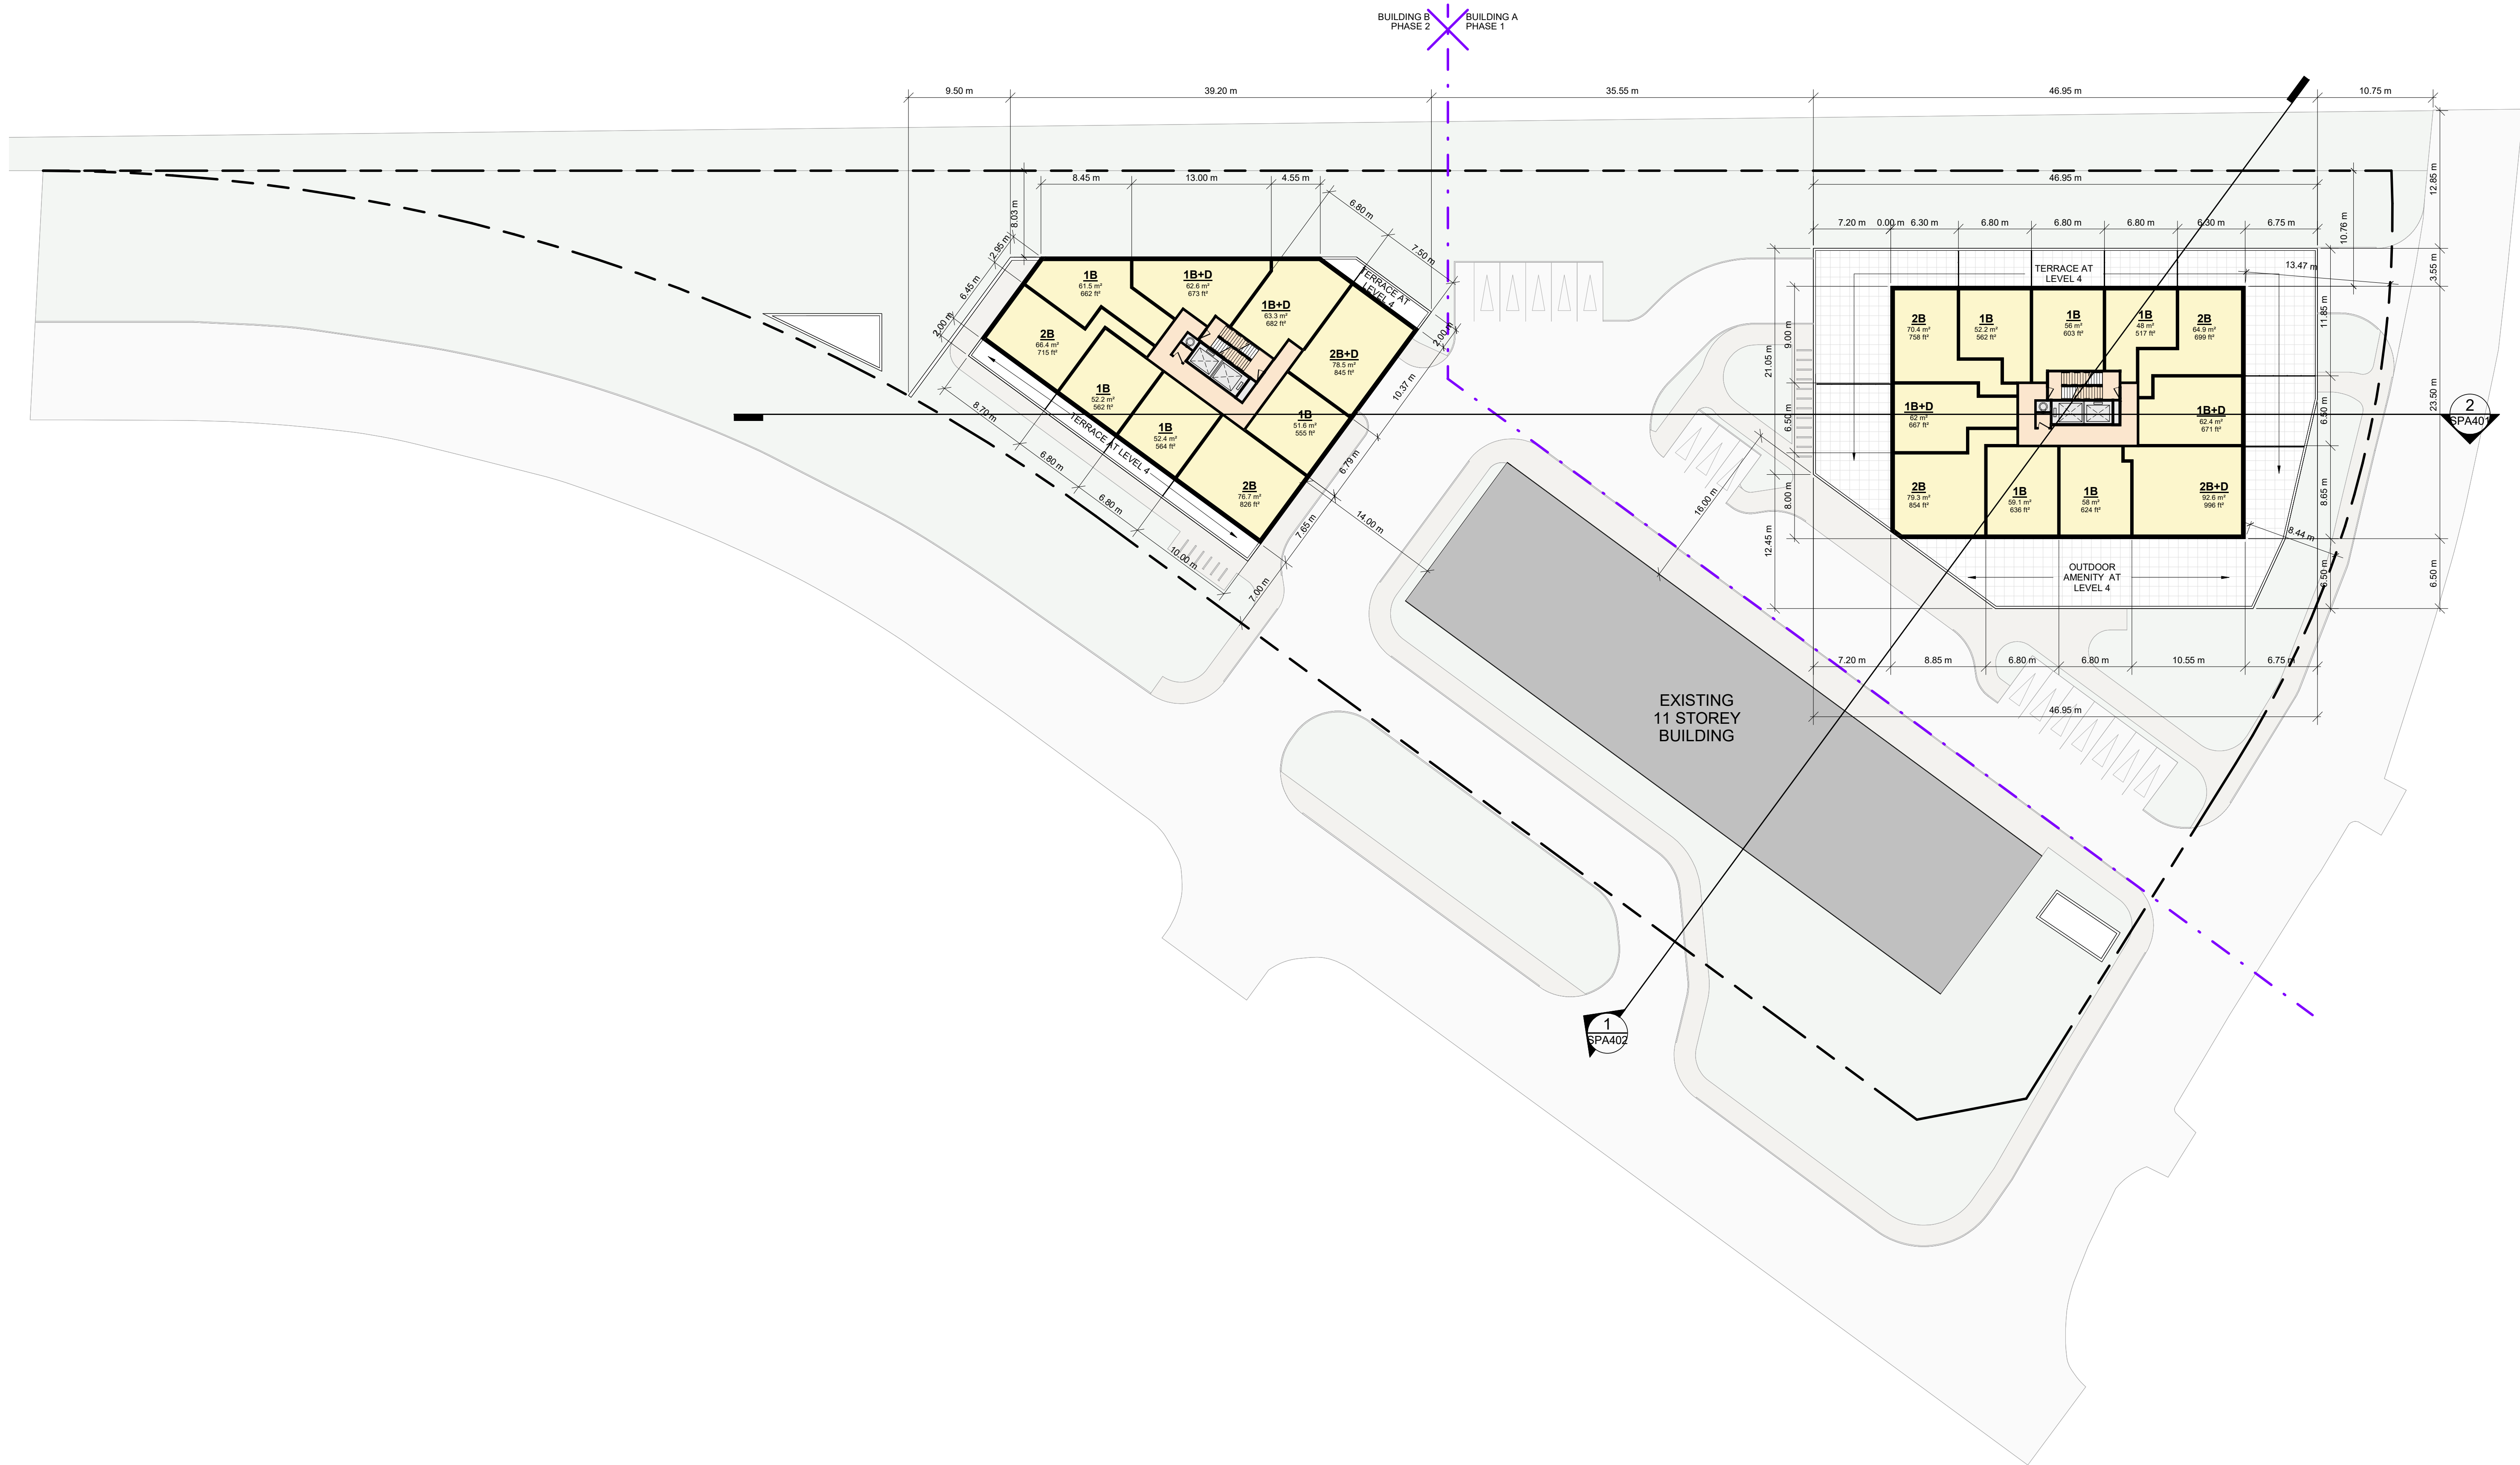 BUILDING B
PHASE 2
BUILDING A
PHASE 1
9.50 m
39.20 m
35.55 m
46.95 m
10.75 m
8.45 m
13.00 m
4.55 m
46.95 m
12.85 m
8.03 m
6.80 m
7.50 m
2.95 m
6.45 m
2.00 m
7.20 m
0.00 m
6.30 m
6.80 m
6.80 m
6.80 m
6.30 m
6.75 m
10.76 m
3.55 m
13.47 m
TERRACE AT
LEVEL 4
TERRACE AT
LEVEL 4
1B
61.5 m²
662 ft²
1B+D
62.6 m²
673 ft²
1B+D
63.3 m²
682 ft²
2B
66.4 m²
715 ft²
2B+D
78.5 m²
845 ft²
1B
52.2 m²
562 ft²
1B
52.4 m²
564 ft²
1B
51.6 m²
555 ft²
2B
76.7 m²
826 ft²
TERRACE AT LEVEL 4
2.00 m
10.37 m
6.79 m
7.65 m
7.00 m
8.70 m
6.80 m
6.80 m
10.00 m
14.00 m
16.00 m
21.05 m
12.45 m
9.00 m
6.50 m
8.00 m
2B
70.4 m²
758 ft²
1B
52.2 m²
562 ft²
1B
56 m²
603 ft²
1B
48 m²
517 ft²
2B
64.9 m²
699 ft²
1B+D
62 m²
667 ft²
1B+D
62.4 m²
671 ft²
2B
79.3 m²
854 ft²
1B
59.1 m²
636 ft²
1B
58 m²
624 ft²
2B+D
92.6 m²
996 ft²
11.85 m
6.50 m
8.65 m
6.50 m
23.50 m
6.50 m
8.44 m
2
SPA401
OUTDOOR
AMENITY AT
LEVEL 4
7.20 m
8.85 m
6.80 m
6.80 m
10.55 m
6.75 m
46.95 m
EXISTING
11 STOREY
BUILDING
1
SPA402